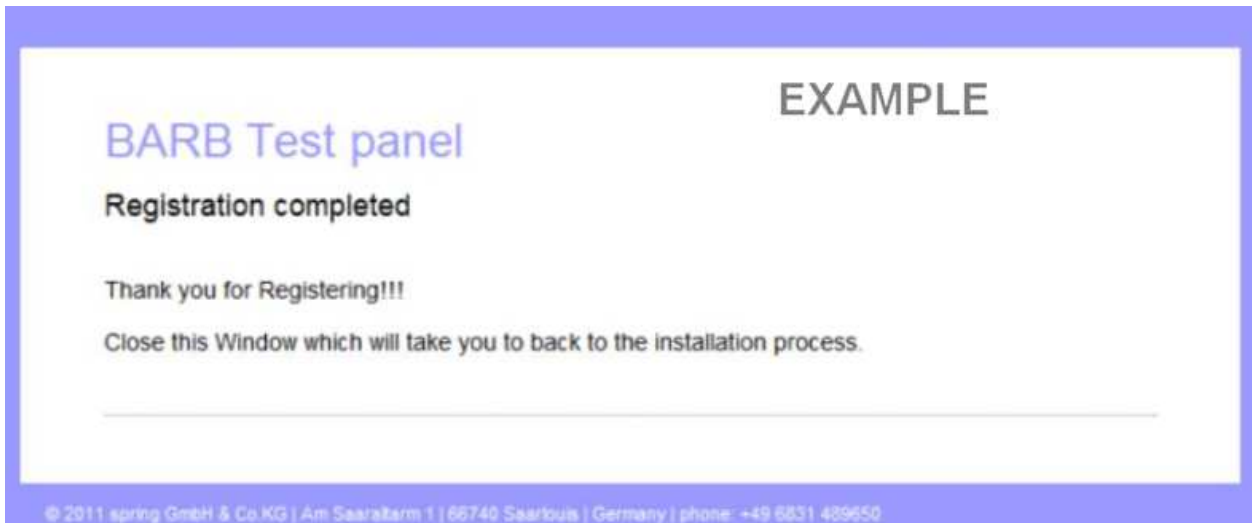 EXAMPLE
BARB Test panel
Registration completed
Thank you for Registering!!!
Close this Window which will take you to back to the installation process.
© 2011 spring GmbH & Co.KG | Am Saaraltarm 1 | 66740 Saarlouis | Germany | phone: +49 6831 489650